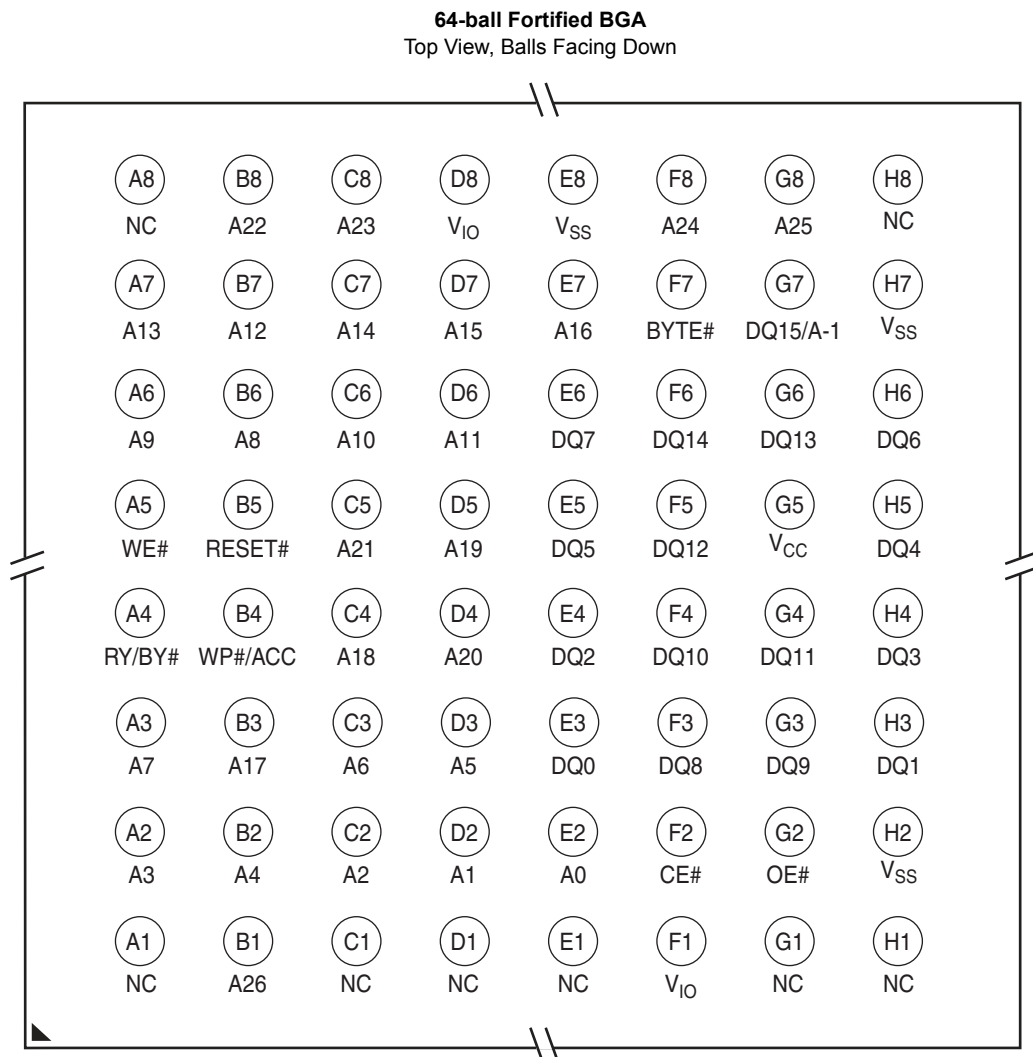 64-ball Fortified BGA
Top View, Balls Facing Down
A8 B8 C8 D8 E8 F8 G8 H8
NC A22 A23 VIO VSS A24 A25 NC
A7 B7 C7 D7 E7 F7 G7 H7
A13 A12 A14 A15 A16 BYTE# DQ15/A-1 VSS
A6 B6 C6 D6 E6 F6 G6 H6
A9 A8 A10 A11 DQ7 DQ14 DQ13 DQ6
A5 B5 C5 D5 E5 F5 G5 H5
WE# RESET# A21 A19 DQ5 DQ12 VCC DQ4
A4 B4 C4 D4 E4 F4 G4 H4
RY/BY# WP#/ACC A18 A20 DQ2 DQ10 DQ11 DQ3
A3 B3 C3 D3 E3 F3 G3 H3
A7 A17 A6 A5 DQ0 DQ8 DQ9 DQ1
A2 B2 C2 D2 E2 F2 G2 H2
A3 A4 A2 A1 A0 CE# OE# VSS
A1 B1 C1 D1 E1 F1 G1 H1
NC A26 NC NC NC VIO NC NC